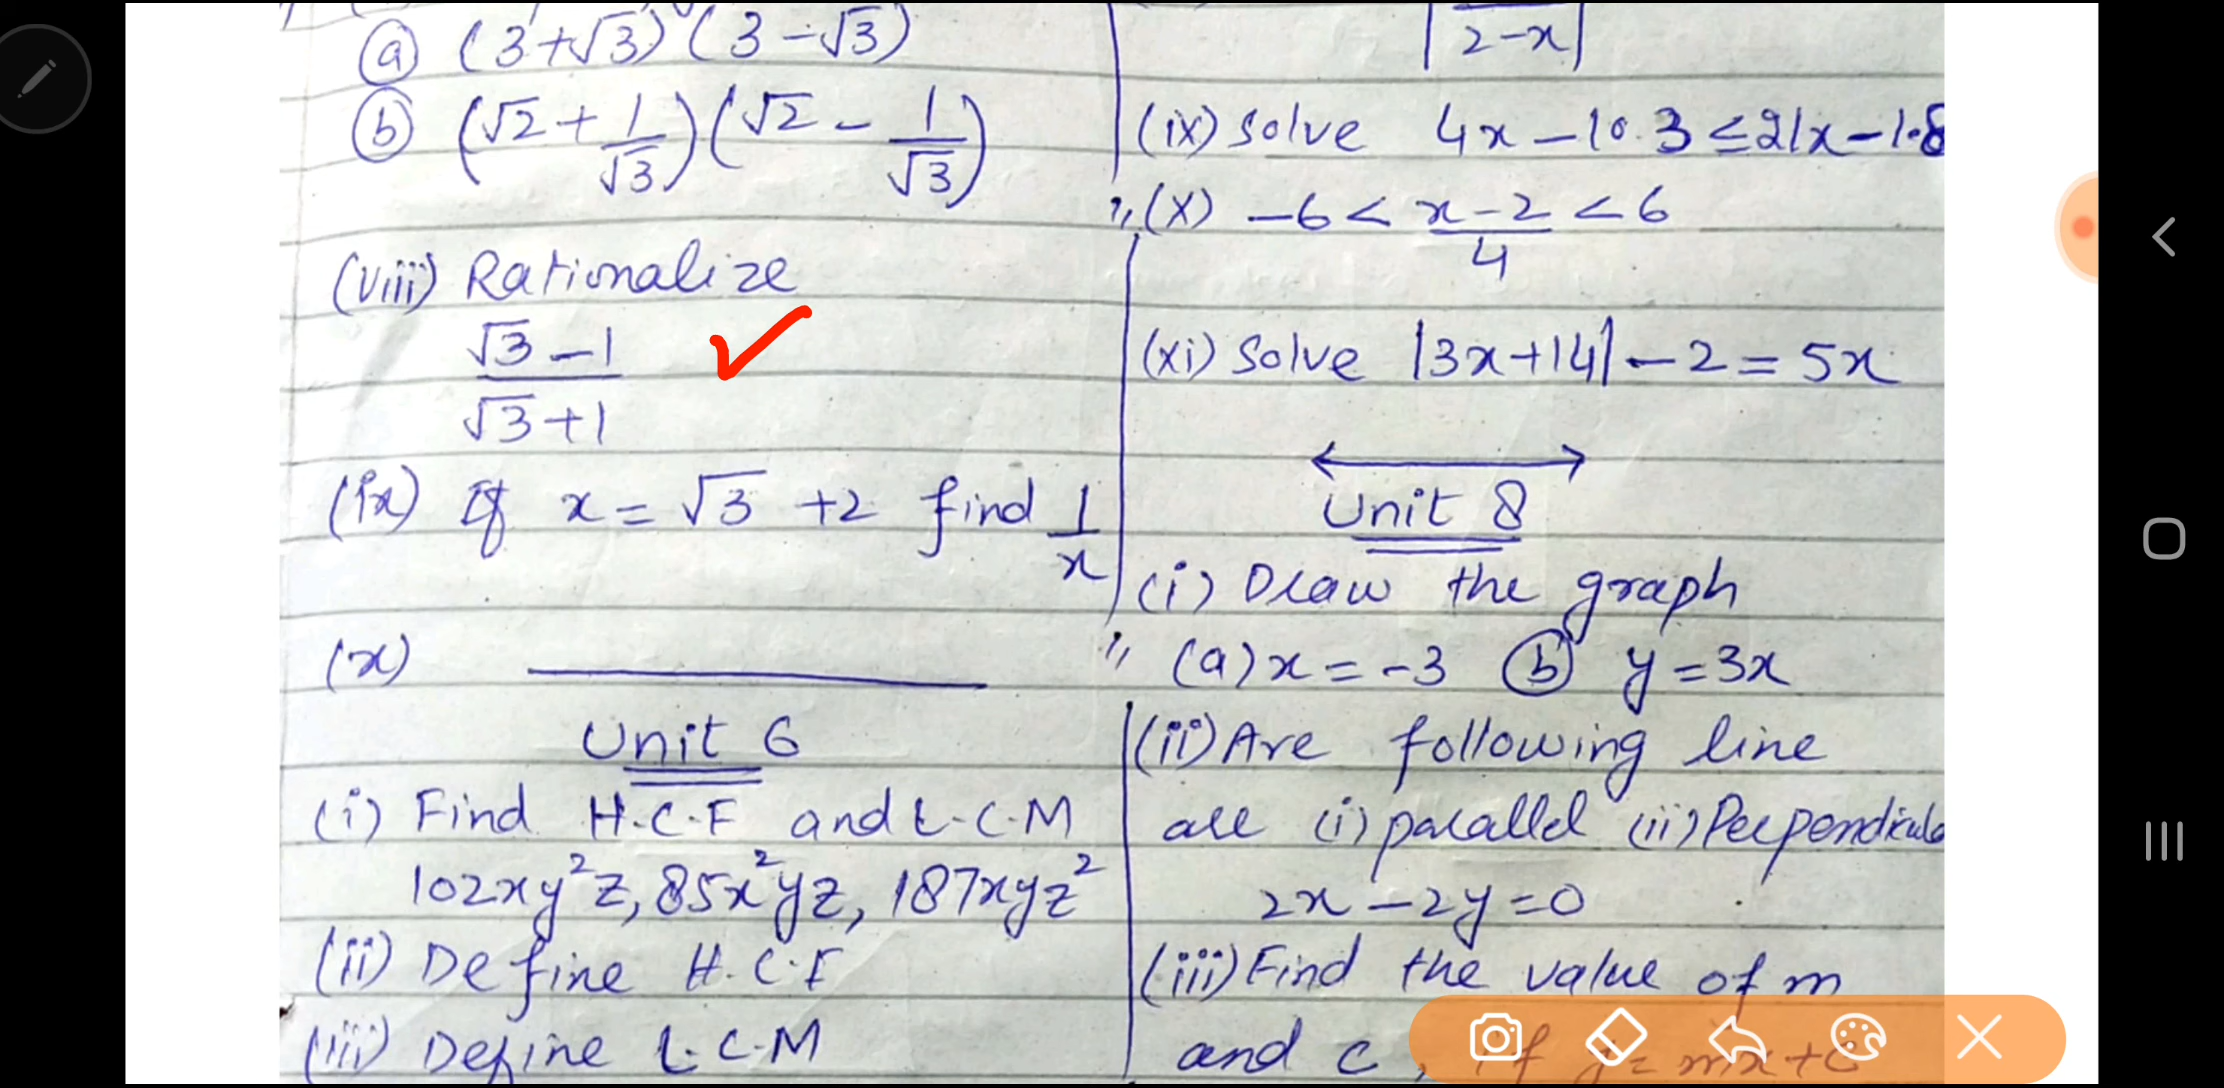 (a) (3+√3)(3-√3)
(b) (√2+1/√3)(√2-1/√3)
(viii) Rationalize
√3-1
√3+1
(ix) If x=√3+2 find 1/x
(x)
Unit 6
(i) Find H.C.F and L.C.M
102xy²z, 85x²yz, 187xyz²
(ii) Define H.C.F
(iii) Define L.C.M
|2-x|
(ix) Solve 4x-10.3≤21x-1.8
" (x) -6<(x-2)/4<6
(xi) Solve |3x+14|-2=5x
Unit 8
(i) Draw the graph
" (a) x=-3 (b) y=3x
(ii) Are following line
are (i) parallel (ii) Perpendicula
2x-2y=0
(iii) Find the value of m
and c, if y=mx+c